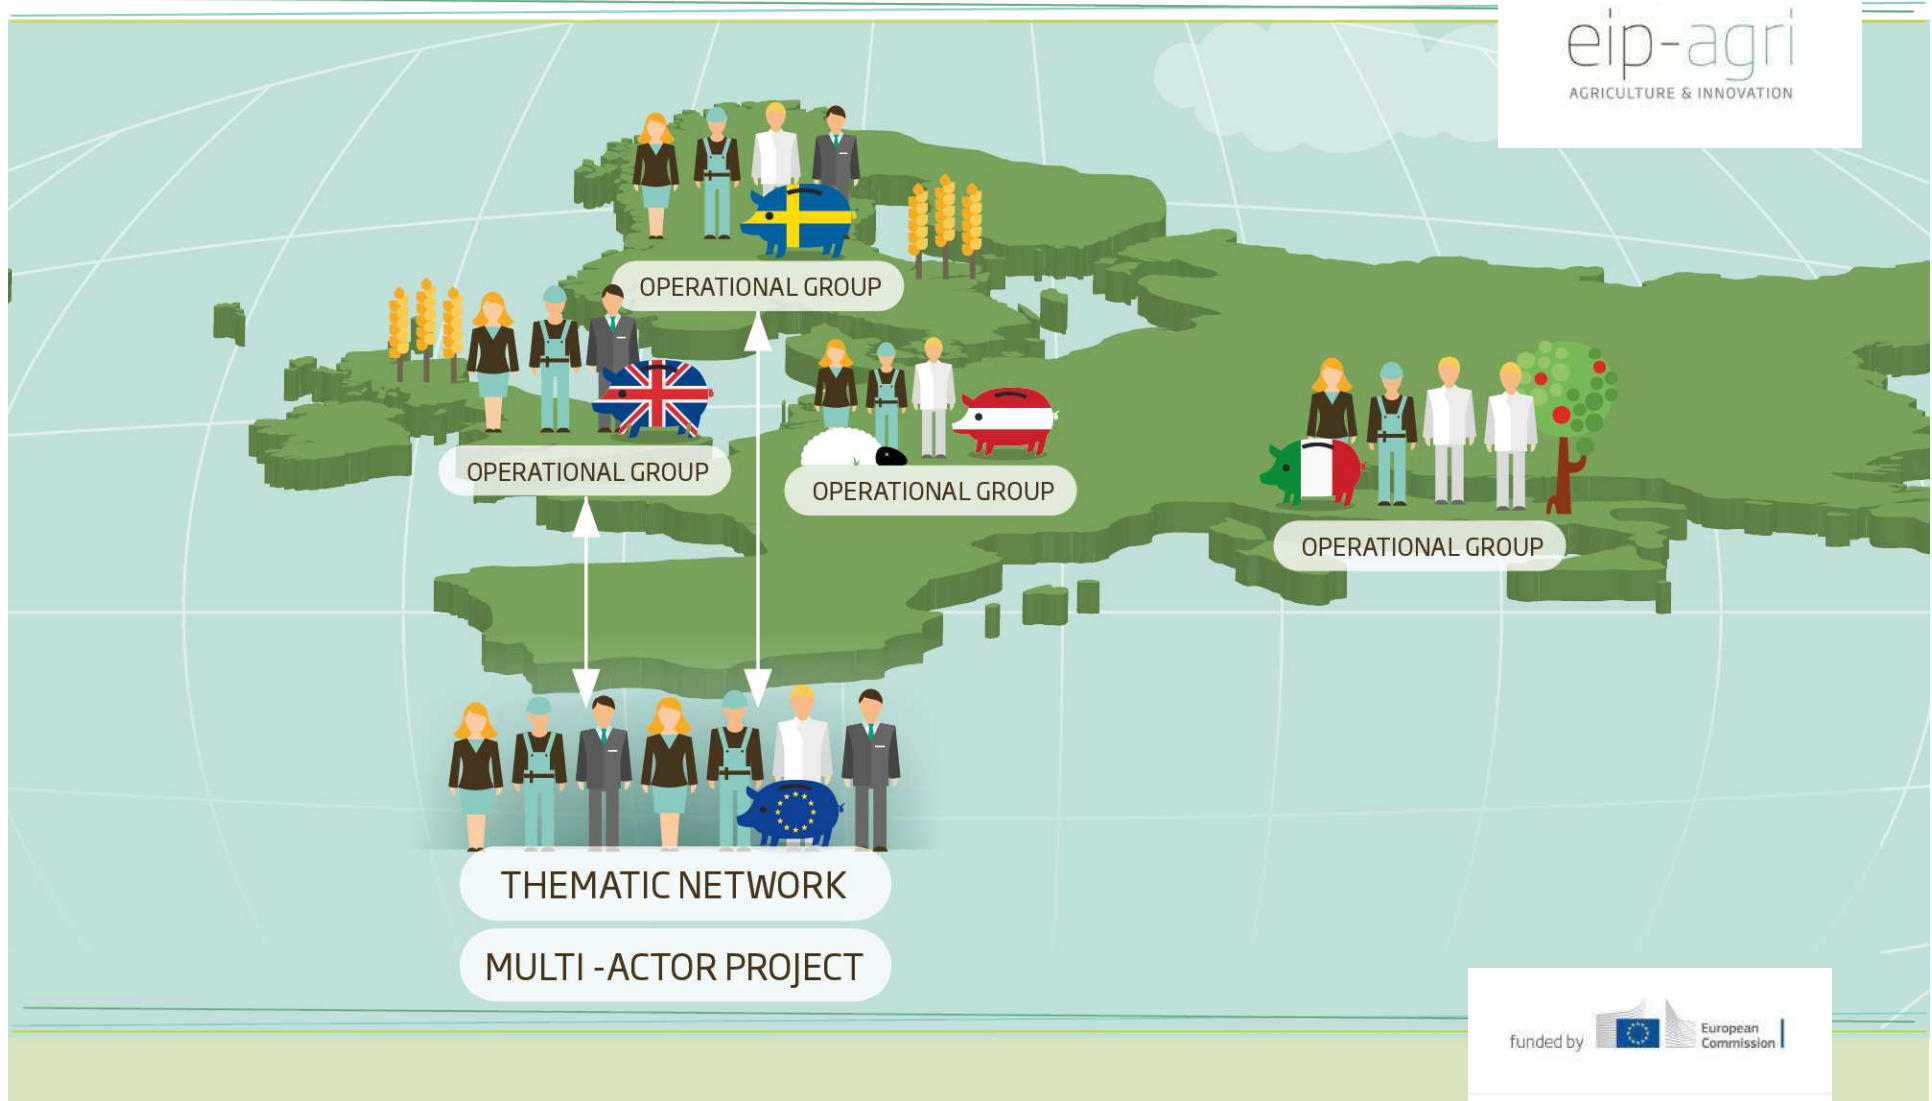 eip-agri
AGRICULTURE & INNOVATION
OPERATIONAL GROUP
OPERATIONAL GROUP
OPERATIONAL GROUP
OPERATIONAL GROUP
THEMATIC NETWORK
MULTI -ACTOR PROJECT
funded by
European
Commission